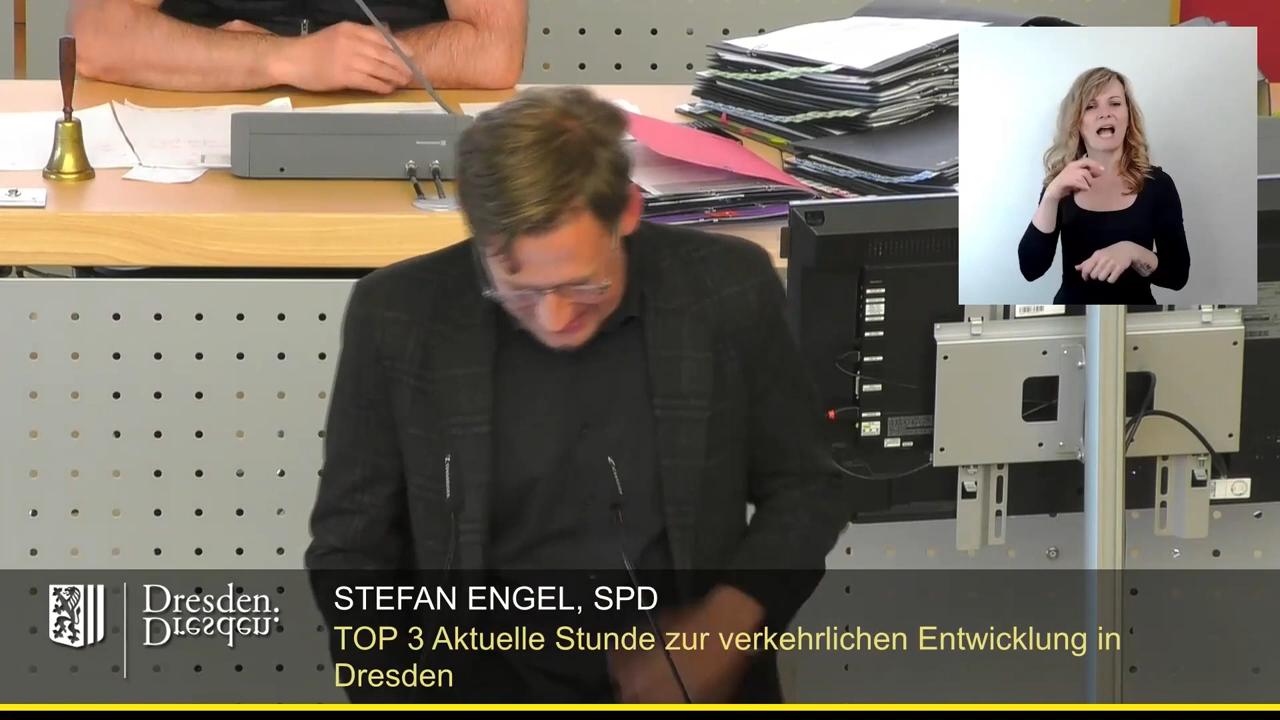 STEFAN ENGEL, SPD
TOP 3 Aktuelle Stunde zur verkehrlichen Entwicklung in
Dresden
Dresden.
Dresden.